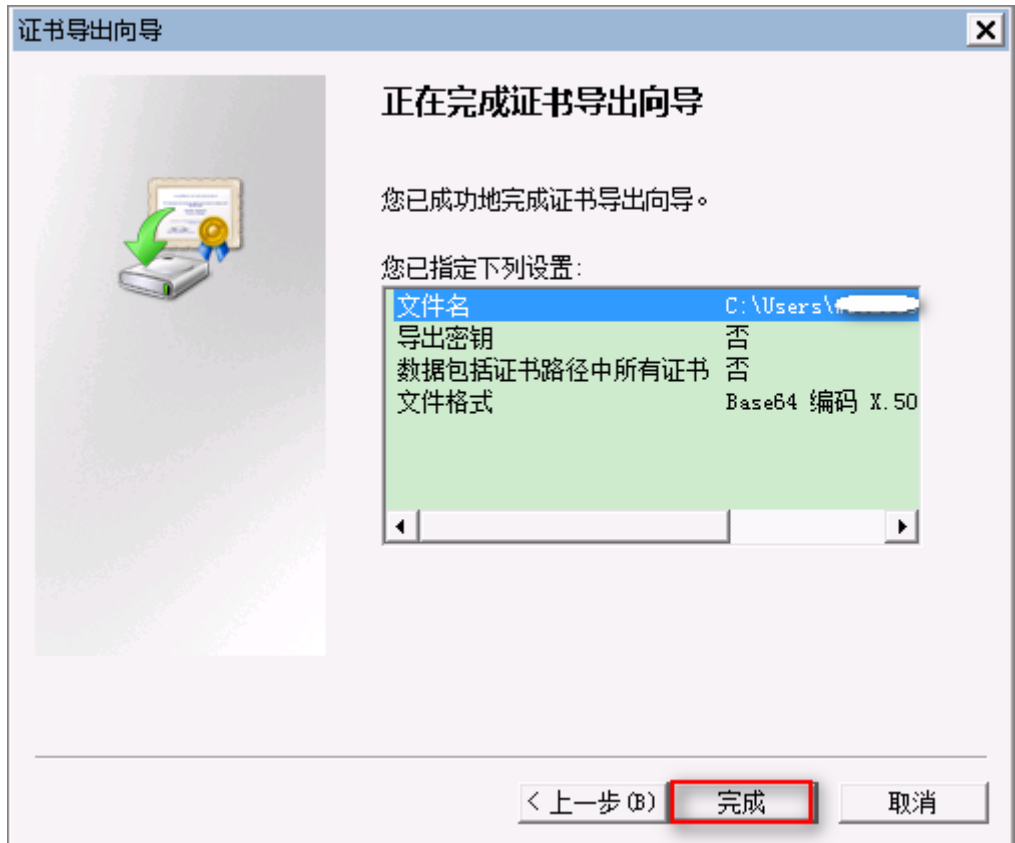 证书导出向导
正在完成证书导出向导
您已成功地完成证书导出向导。
您已指定下列设置:
文件名 C:\Users\
导出密钥 否
数据包括证书路径中所有证书 否
文件格式 Base64 编码 X.50
< 上一步(B) 完成 取消